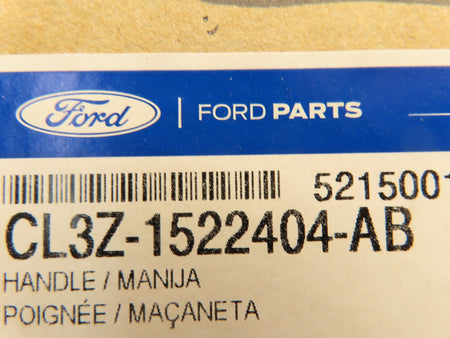 Ford | FORD PARTS
5215001
CL3Z-1522404-AB
HANDLE / MANIJA
POIGNÉE / MAÇANETA